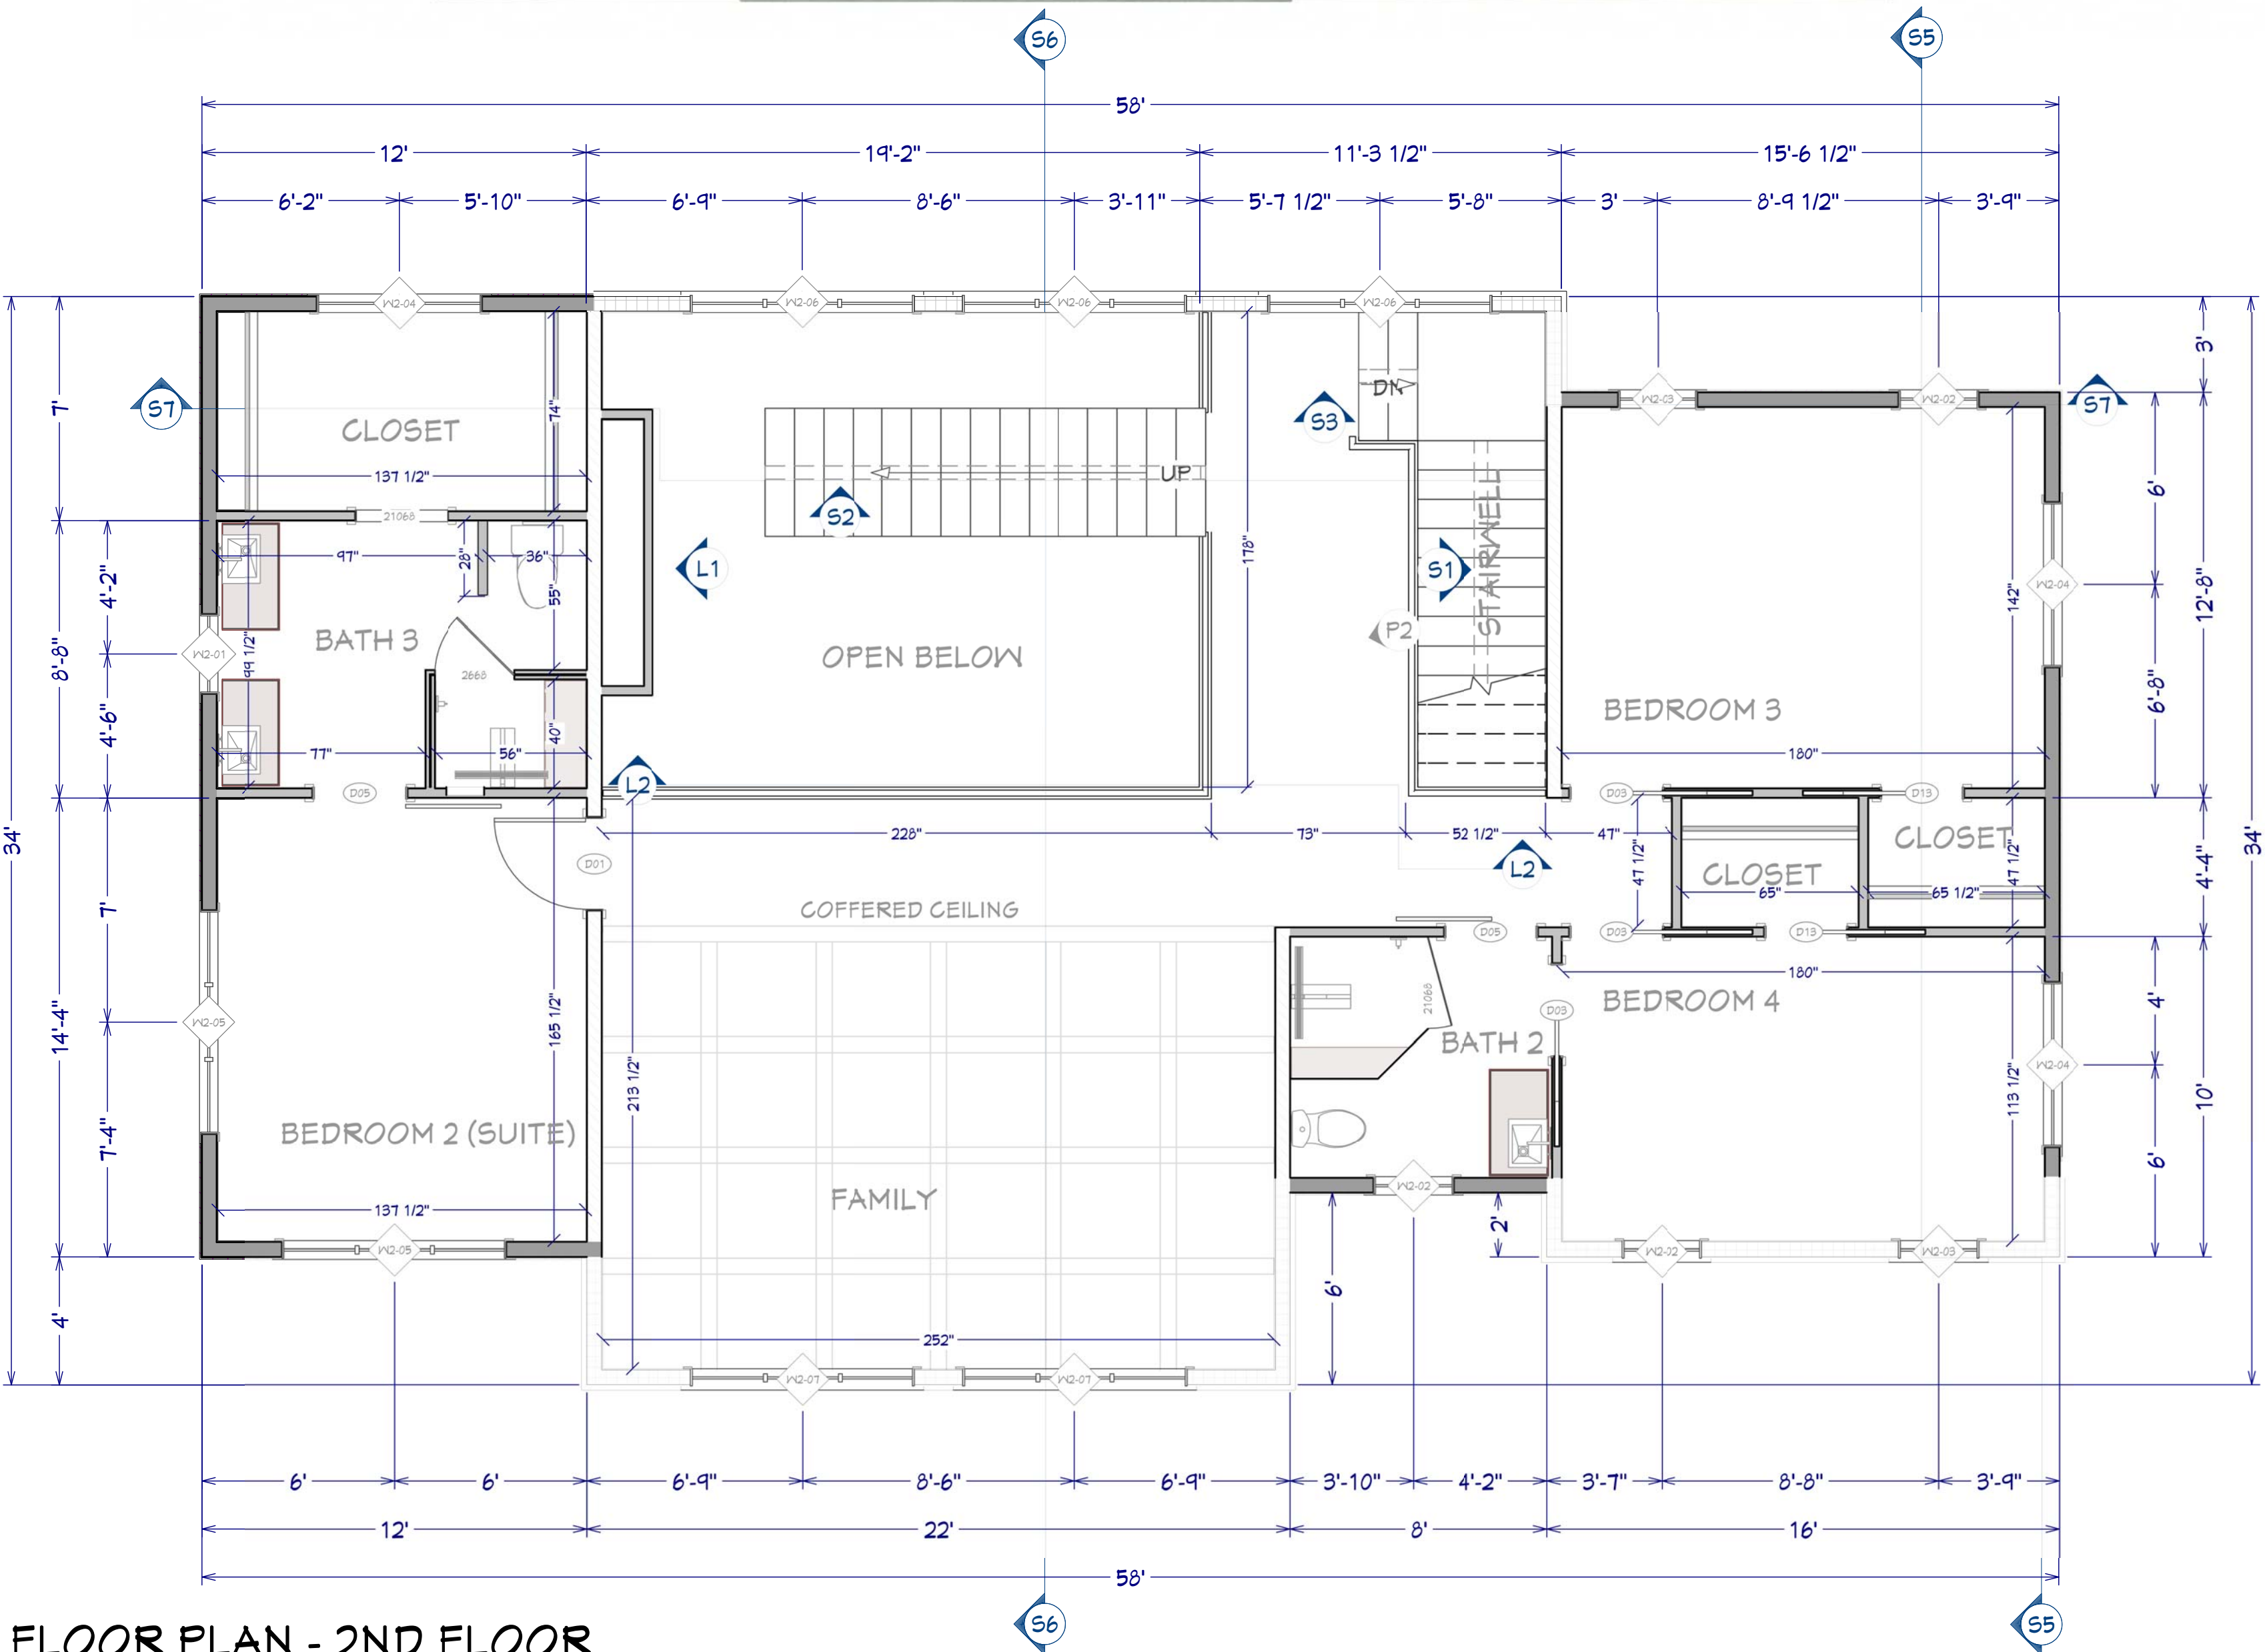 S6 S5
58'
12' 19'-2" 11'-3 1/2" 15'-6 1/2"
6'-2" 5'-10" 6'-9" 8'-6" 3'-11" 5'-7 1/2" 5'-8" 3' 8'-9 1/2" 3'-9"
W2-04 W2-06 W2-06 W2-06
3'
DN
W2-03 W2-02
S7 S7
7'
74"
S3
CLOSET
UP
137 1/2"
6'
S2
21068
STAIRWELL
97" 28" 36"
178"
L1 S1
4'-2"
55"
W2-04
142"
12'-8"
BATH 3
P2
W2-01
99 1/2"
OPEN BELOW
8'-8"
2668
6'-8"
BEDROOM 3
4'-6"
40"
77" 56"
180"
L2
D05
D03 D13
34'
228" 73" 52 1/2" 47"
CLOSET
34'
D01
47 1/2"
L2
CLOSET
47 1/2"
4'-4"
65" 65 1/2"
7'
COFFERED CEILING
D05 D03 D13
180"
21068
BEDROOM 4
4'
D03
W2-05
14'-4"
165 1/2"
BATH 2
W2-04
213 1/2"
113 1/2"
10'
BEDROOM 2 (SUITE)
7'-4"
6'
FAMILY
W2-02
137 1/2"
2'
W2-05
W2-02 W2-03
6'
4'
252"
W2-07 W2-07
6' 6' 6'-9" 8'-6" 6'-9" 3'-10" 4'-2" 3'-7" 8'-8" 3'-9"
12' 22' 8' 16'
58'
S6 S5
FLOOR PLAN - 2ND FLOOR